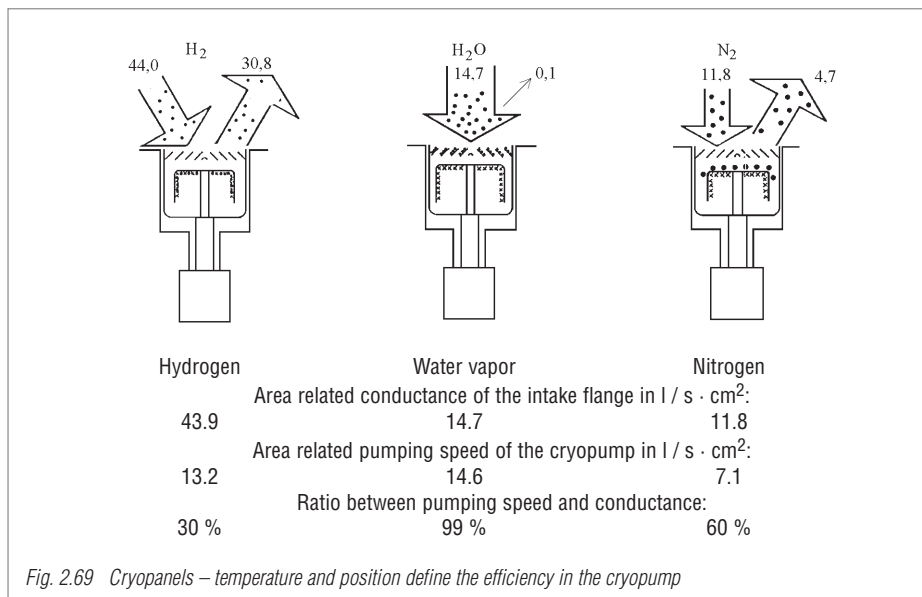 H2 H2O N2
44,0 30,8 14.7 0,1 11,8 4,7
Hydrogen Water vapor Nitrogen
Area related conductance of the intake flange in l / s · cm²:
43.9 14.7 11.8
Area related pumping speed of the cryopump in l / s · cm²:
13.2 14.6 7.1
Ratio between pumping speed and conductance:
30 % 99 % 60 %
Fig. 2.69 Cryopanels – temperature and position define the efficiency in the cryopump